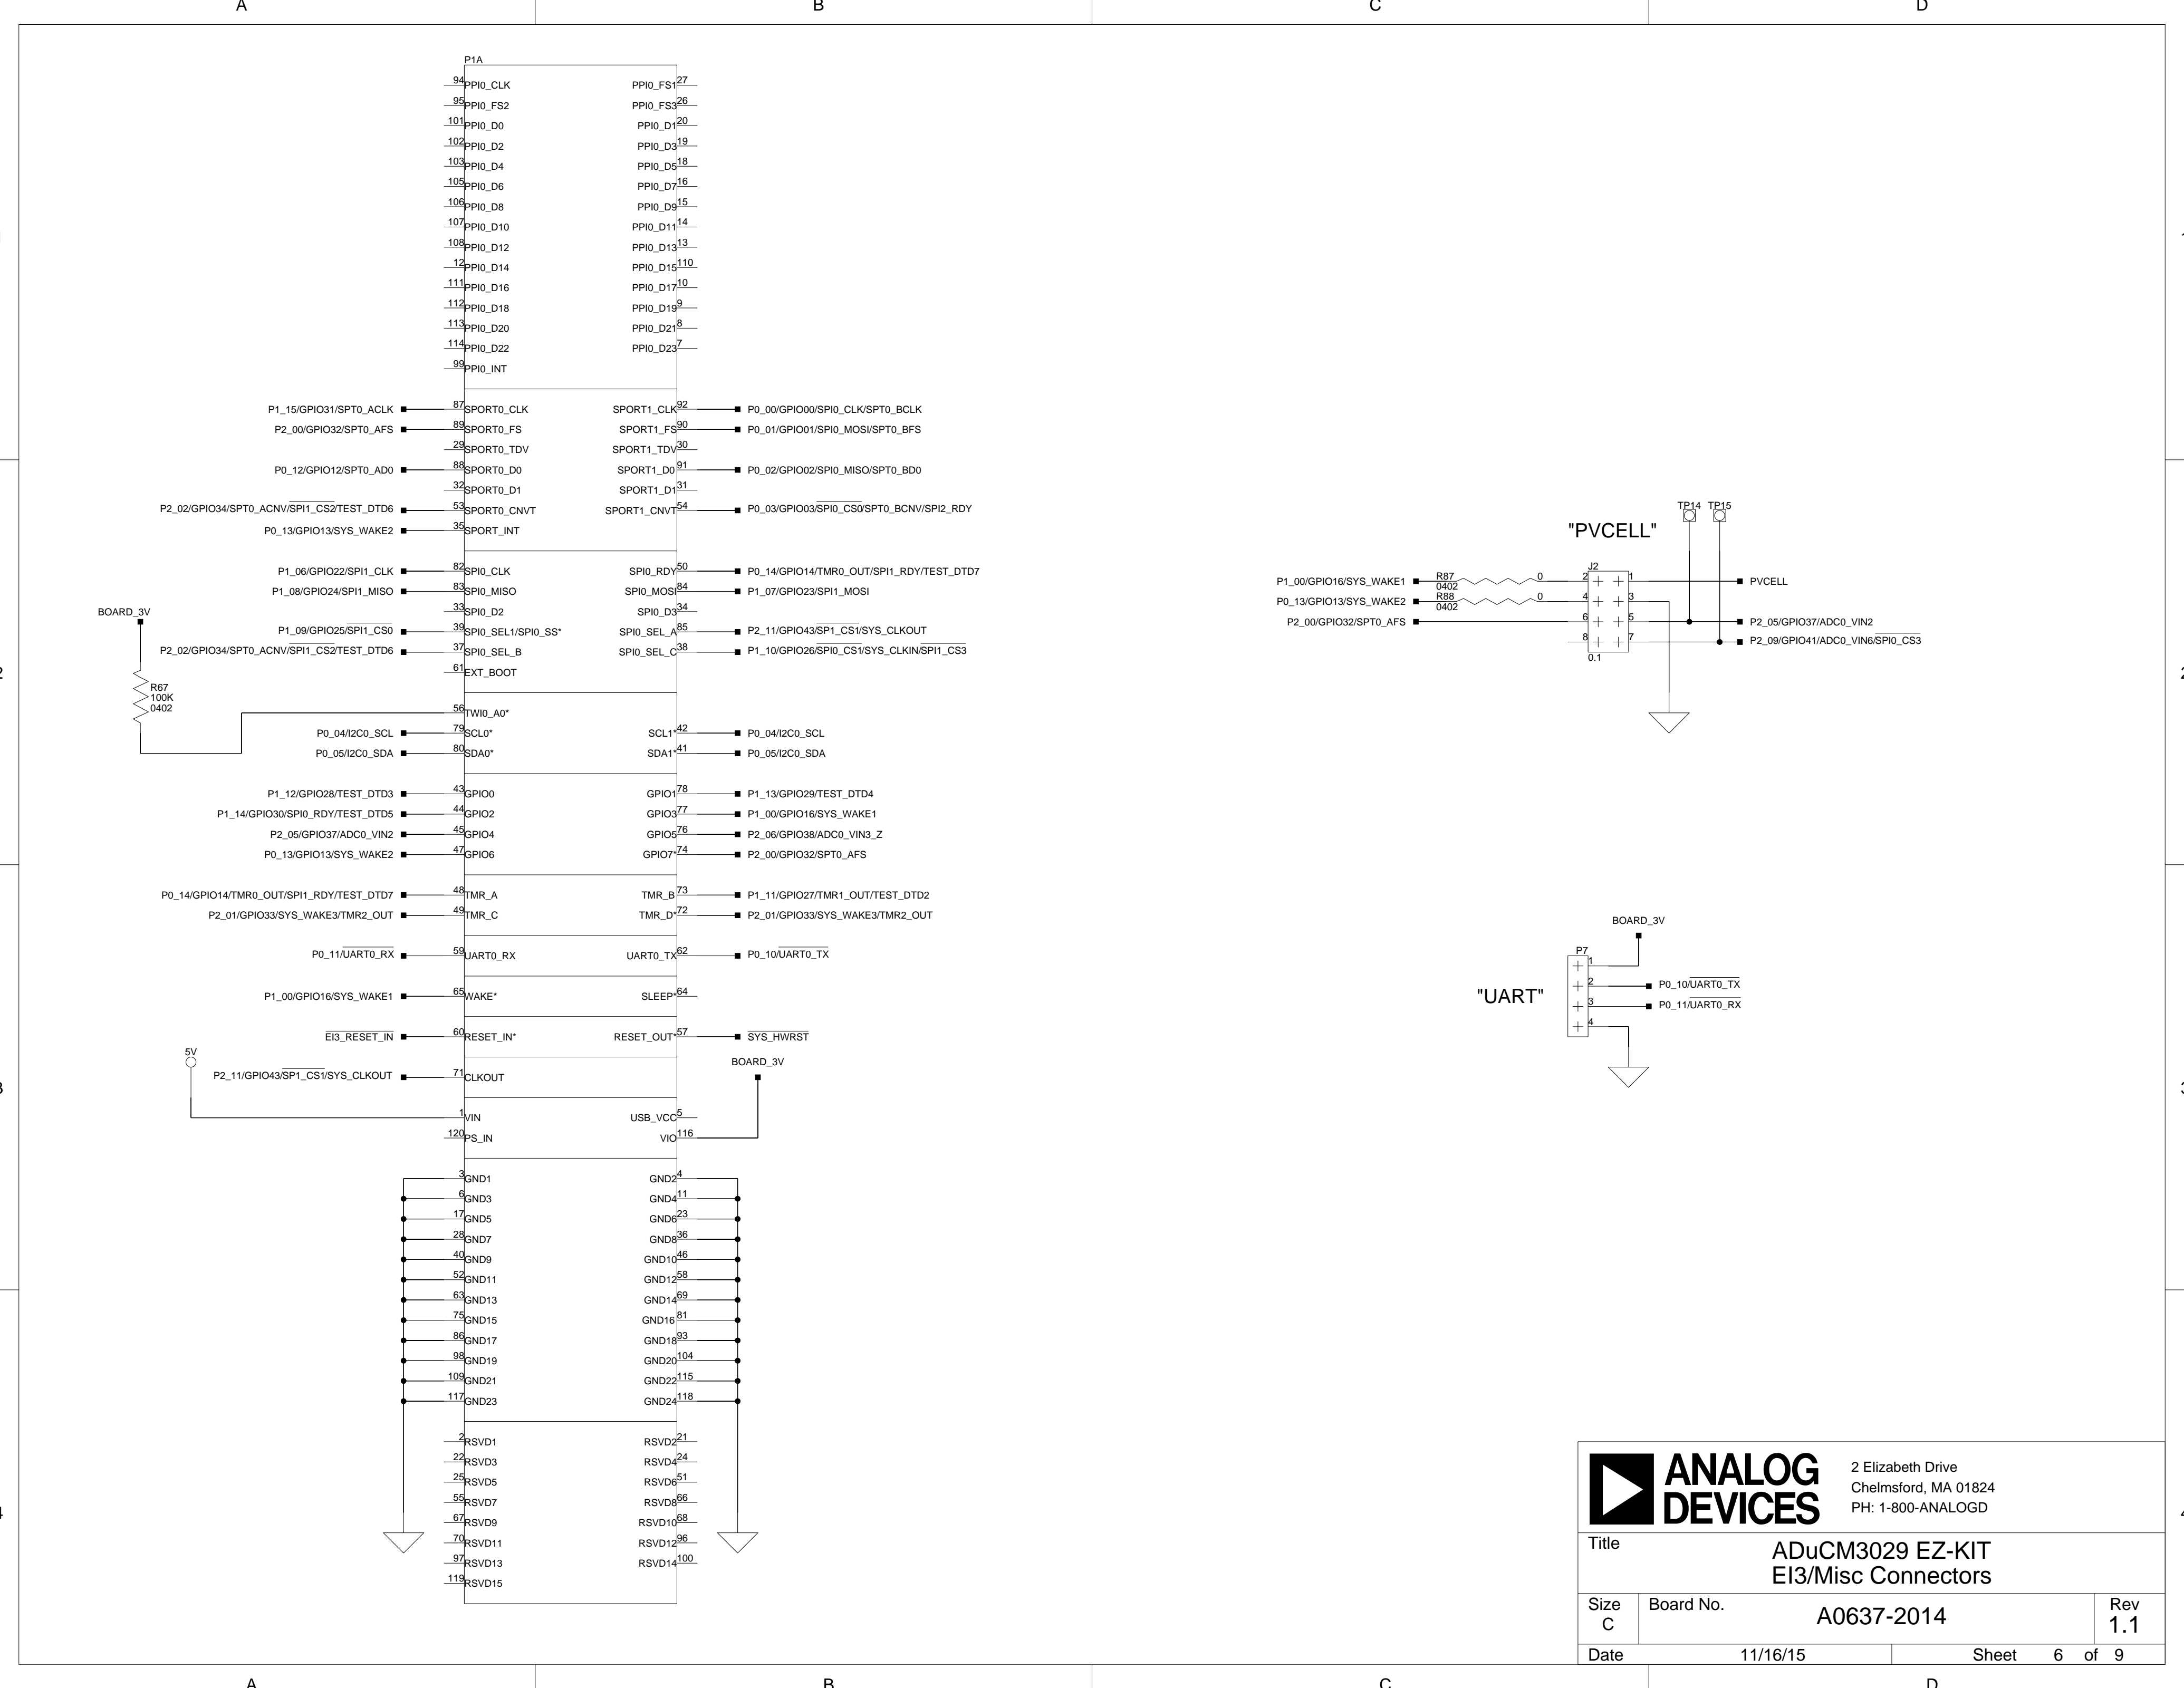 A B C D
P1A
94 PPI0_CLK PPI0_FS1 27
95 PPI0_FS2 PPI0_FS3 26
101 PPI0_D0 PPI0_D1 20
102 PPI0_D2 PPI0_D3 19
103 PPI0_D4 PPI0_D5 18
105 PPI0_D6 PPI0_D7 16
106 PPI0_D8 PPI0_D9 15
107 PPI0_D10 PPI0_D11 14
108 PPI0_D12 PPI0_D13 13
12 PPI0_D14 PPI0_D15 110
111 PPI0_D16 PPI0_D17 10
112 PPI0_D18 PPI0_D19 9
113 PPI0_D20 PPI0_D21 8
114 PPI0_D22 PPI0_D23 7
99 PPI0_INT
P1_15/GPIO31/SPT0_ACLK 87 SPORT0_CLK SPORT1_CLK 92 P0_00/GPIO00/SPI0_CLK/SPT0_BCLK
P2_00/GPIO32/SPT0_AFS 89 SPORT0_FS SPORT1_FS 90 P0_01/GPIO01/SPI0_MOSI/SPT0_BFS
29 SPORT0_TDV SPORT1_TDV 30
P0_12/GPIO12/SPT0_AD0 88 SPORT0_D0 SPORT1_D0 91 P0_02/GPIO02/SPI0_MISO/SPT0_BD0
32 SPORT0_D1 SPORT1_D1 31
P2_02/GPIO34/SPT0_ACNV/SPI1_CS2/TEST_DTD6 53 SPORT0_CNVT SPORT1_CNVT 54 P0_03/GPIO03/SPI0_CS0/SPT0_BCNV/SPI2_RDY
P0_13/GPIO13/SYS_WAKE2 35 SPORT_INT
P1_06/GPIO22/SPI1_CLK 82 SPI0_CLK SPI0_RDY 50 P0_14/GPIO14/TMR0_OUT/SPI1_RDY/TEST_DTD7
P1_08/GPIO24/SPI1_MISO 83 SPI0_MISO SPI0_MOSI 84 P1_07/GPIO23/SPI1_MOSI
33 SPI0_D2 SPI0_D3 34
P1_09/GPIO25/SPI1_CS0 39 SPI0_SEL1/SPI0_SS* SPI0_SEL_A 85 P2_11/GPIO43/SP1_CS1/SYS_CLKOUT
P2_02/GPIO34/SPT0_ACNV/SPI1_CS2/TEST_DTD6 37 SPI0_SEL_B SPI0_SEL_C 38 P1_10/GPIO26/SPI0_CS1/SYS_CLKIN/SPI1_CS3
61 EXT_BOOT
BOARD_3V
R67
100K
0402
56 TWI0_A0*
P0_04/I2C0_SCL 79 SCL0* SCL1* 42 P0_04/I2C0_SCL
P0_05/I2C0_SDA 80 SDA0* SDA1* 41 P0_05/I2C0_SDA
P1_12/GPIO28/TEST_DTD3 43 GPIO0 GPIO1 78 P1_13/GPIO29/TEST_DTD4
P1_14/GPIO30/SPI0_RDY/TEST_DTD5 44 GPIO2 GPIO3 77 P1_00/GPIO16/SYS_WAKE1
P2_05/GPIO37/ADC0_VIN2 45 GPIO4 GPIO5 76 P2_06/GPIO38/ADC0_VIN3_Z
P0_13/GPIO13/SYS_WAKE2 47 GPIO6 GPIO7* 74 P2_00/GPIO32/SPT0_AFS
P0_14/GPIO14/TMR0_OUT/SPI1_RDY/TEST_DTD7 48 TMR_A TMR_B 73 P1_11/GPIO27/TMR1_OUT/TEST_DTD2
P2_01/GPIO33/SYS_WAKE3/TMR2_OUT 49 TMR_C TMR_D* 72 P2_01/GPIO33/SYS_WAKE3/TMR2_OUT
P0_11/UART0_RX 59 UART0_RX UART0_TX 62 P0_10/UART0_TX
P1_00/GPIO16/SYS_WAKE1 65 WAKE* SLEEP* 64
EI3_RESET_IN 60 RESET_IN* RESET_OUT* 57 SYS_HWRST
5V BOARD_3V
P2_11/GPIO43/SP1_CS1/SYS_CLKOUT 71 CLKOUT
1 VIN USB_VCC 5
120 PS_IN VIO 116
3 GND1 GND2 4
6 GND3 GND4 11
17 GND5 GND6 23
28 GND7 GND8 36
40 GND9 GND10 46
52 GND11 GND12 58
63 GND13 GND14 69
75 GND15 GND16 81
86 GND17 GND18 93
98 GND19 GND20 104
109 GND21 GND22 115
117 GND23 GND24 118
2 RSVD1 RSVD2 21
22 RSVD3 RSVD4 24
25 RSVD5 RSVD6 51
55 RSVD7 RSVD8 66
67 RSVD9 RSVD10 68
70 RSVD11 RSVD12 96
97 RSVD13 RSVD14 100
119 RSVD15
TP14 TP15
"PVCELL"
J2
P1_00/GPIO16/SYS_WAKE1 R87 0402 0 2 1 PVCELL
P0_13/GPIO13/SYS_WAKE2 R88 0402 0 4 3
P2_00/GPIO32/SPT0_AFS 6 5 P2_05/GPIO37/ADC0_VIN2
8 7 P2_09/GPIO41/ADC0_VIN6/SPI0_CS3
0.1
BOARD_3V
P7
1
2 P0_10/UART0_TX
"UART"
3 P0_11/UART0_RX
4
1
2
3
4
ANALOG
DEVICES
2 Elizabeth Drive
Chelmsford, MA 01824
PH: 1-800-ANALOGD
Title
ADuCM3029 EZ-KIT
EI3/Misc Connectors
Size C
Board No. A0637-2014
Rev 1.1
Date 11/16/15 Sheet 6 of 9
A B C D